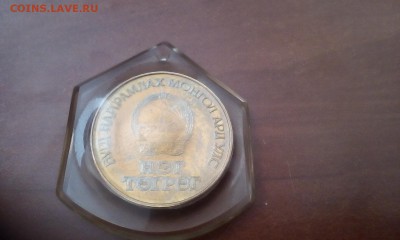 COINS.LAVE.RU
БҮГД НАЙРАМДАХ МОНГОЛ АРД УЛС
НЭГ
ТӨГРӨГ